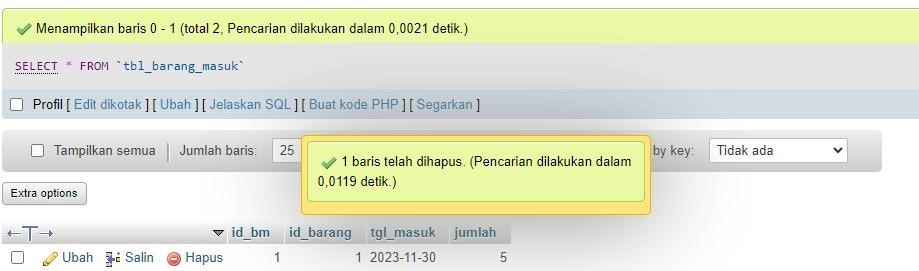 Menampilkan baris 0 - 1 (total 2, Pencarian dilakukan dalam 0,0021 detik.)
SELECT * FROM `tbl_barang_masuk`
Profil [ Edit dikotak ] [ Ubah ] [ Jelaskan SQL ] [ Buat kode PHP ] [ Segarkan ]
Tampilkan semua | Jumlah baris: 25 by key: Tidak ada
1 baris telah dihapus. (Pencarian dilakukan dalam
0,0119 detik.)
Extra options
id_bm id_barang tgl_masuk jumlah
Ubah Salin Hapus 1 1 2023-11-30 5